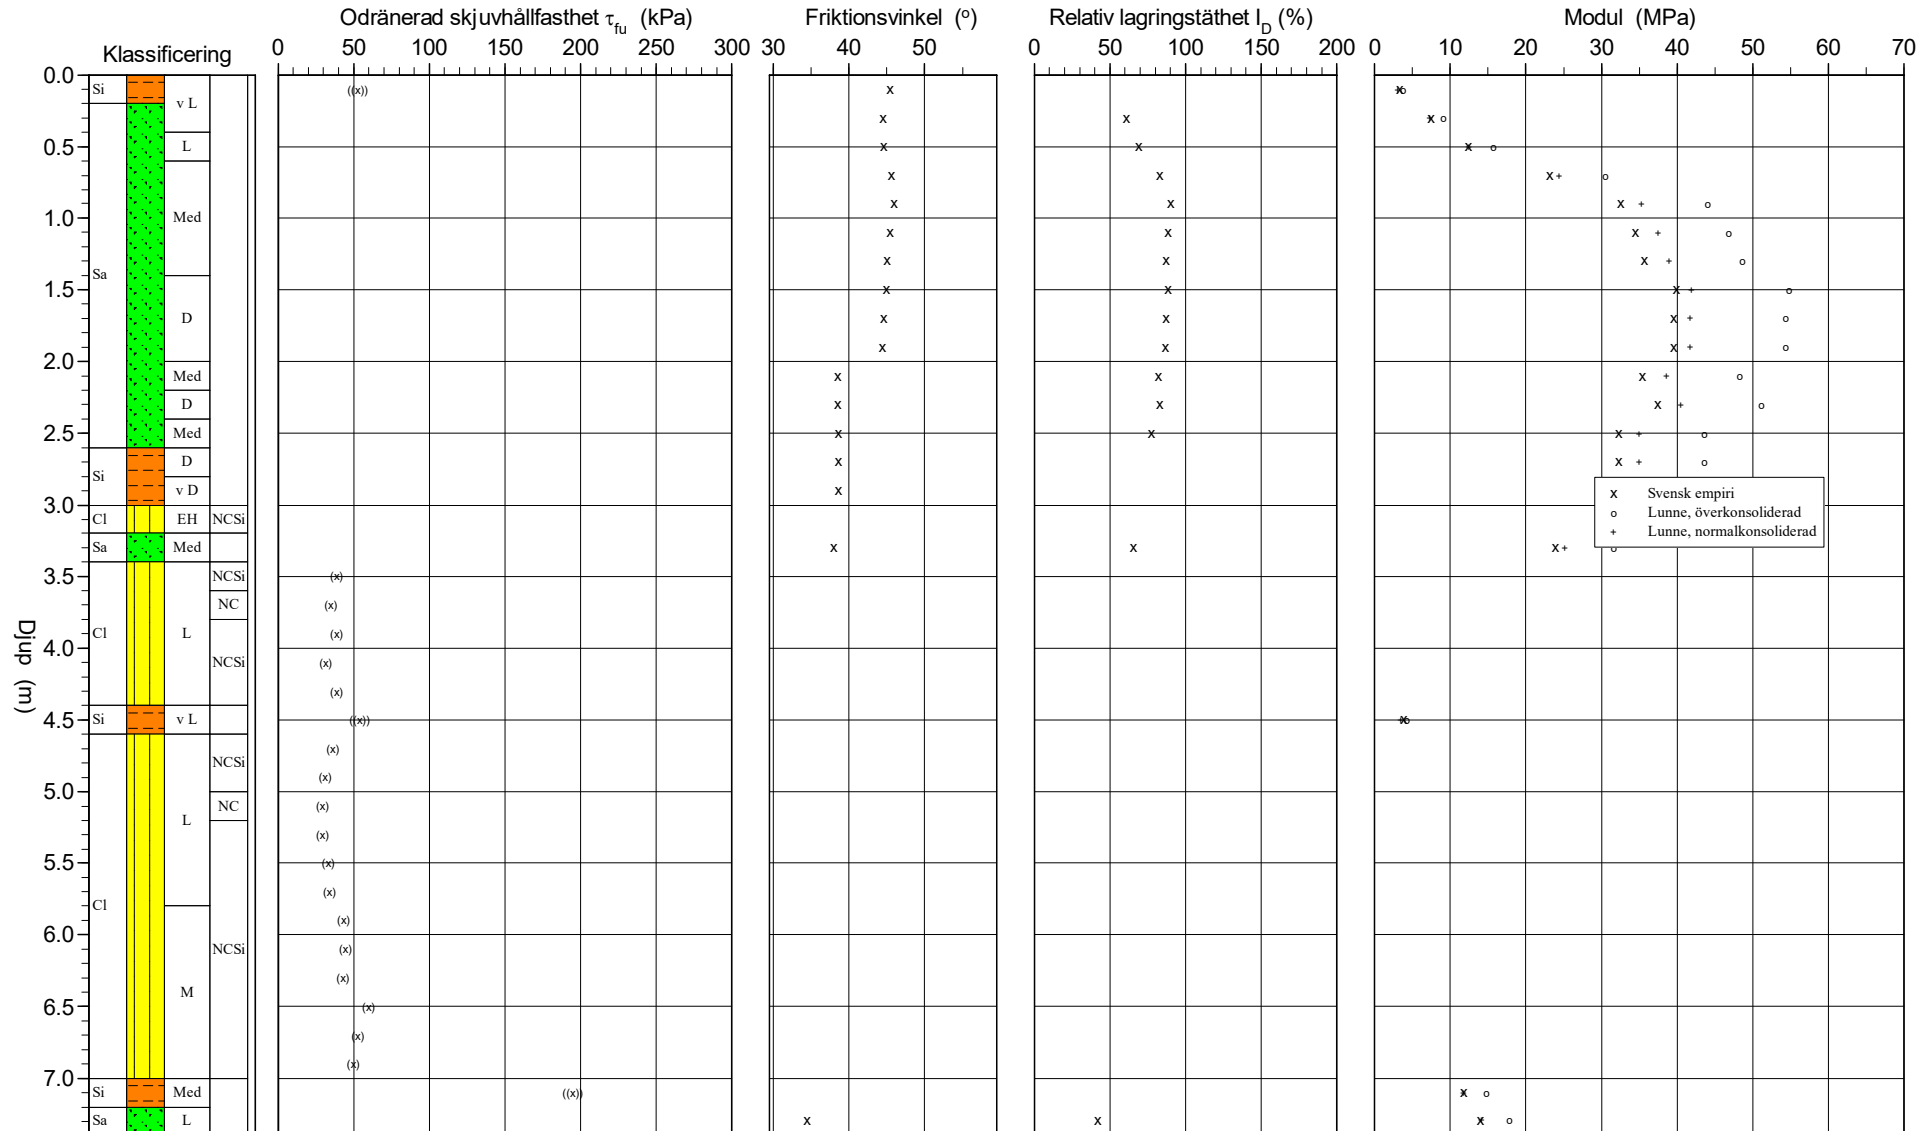 Odränerad skjuvhållfasthet τfu (kPa)
Friktionsvinkel (o)
Relativ lagringstäthet ID (%)
Modul (MPa)
Klassificering
0 50 100 150 200 250 300
30 40 50
0 50 100 150 200
0 10 20 30 40 50 60 70
Djup (m)
0.0
0.5
1.0
1.5
2.0
2.5
3.0
3.5
4.0
4.5
5.0
5.5
6.0
6.5
7.0
Si
Sa
Si
Cl
Sa
Cl
Si
Cl
Si
Sa
v L
L
Med
D
Med
D
Med
D
v D
EH
Med
L
v L
L
M
Med
L
NCSi
NCSi
NC
NCSi
NCSi
NC
NCSi
x Svensk empiri
o Lunne, överkonsoliderad
+ Lunne, normalkonsoliderad